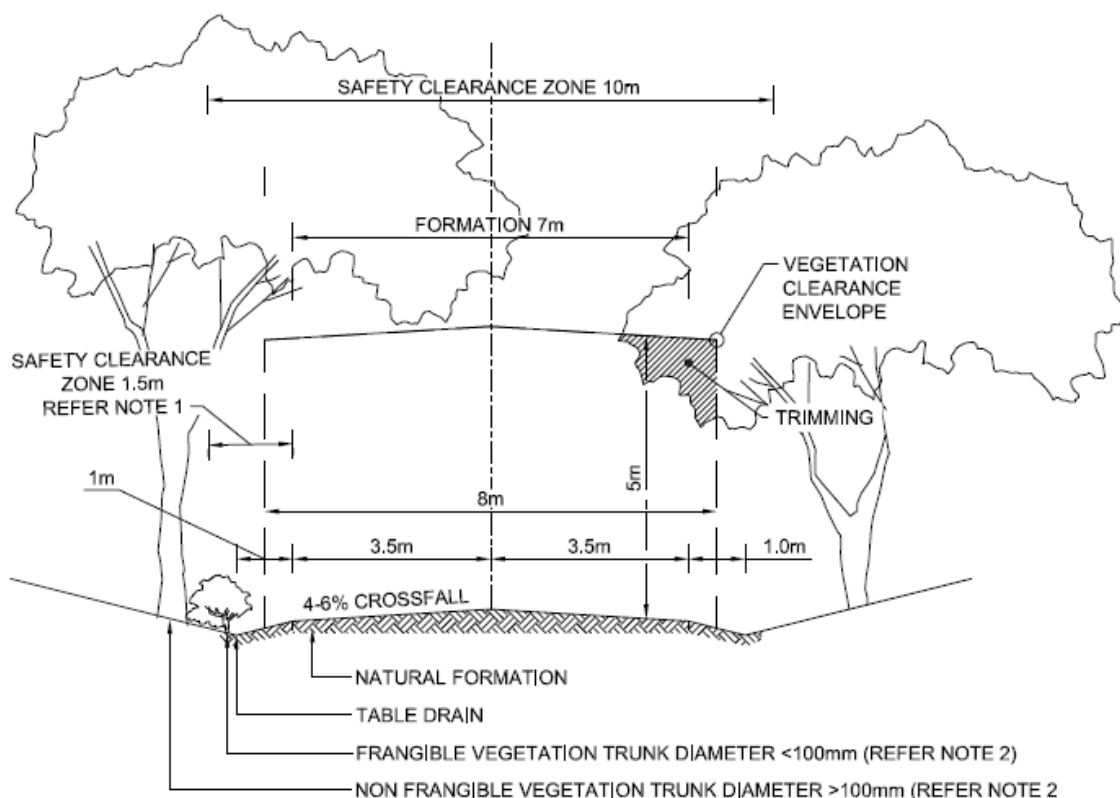 SAFETY CLEARANCE ZONE 10m
FORMATION 7m
VEGETATION
CLEARANCE
ENVELOPE
SAFETY CLEARANCE
ZONE 1.5m
REFER NOTE 1
TRIMMING
5m
1m
8m
3.5m
3.5m
1.0m
4-6% CROSSFALL
NATURAL FORMATION
TABLE DRAIN
FRANGIBLE VEGETATION TRUNK DIAMETER <100mm (REFER NOTE 2)
NON FRANGIBLE VEGETATION TRUNK DIAMETER >100mm (REFER NOTE 2